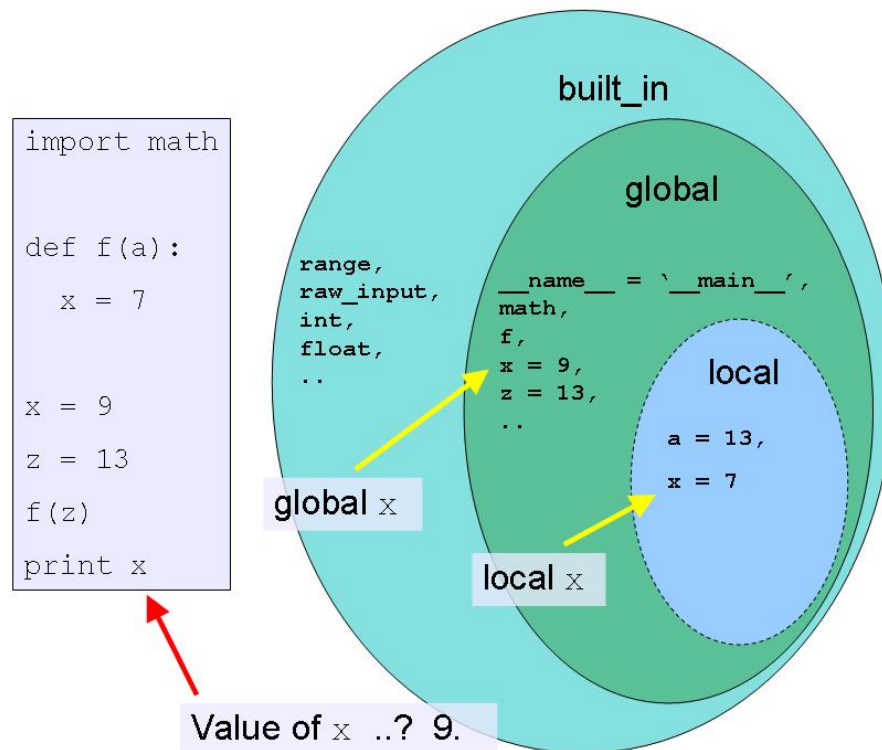 import math
def f(a):
x = 7
x = 9
z = 13
f(z)
print x
built_in
range,
raw_input,
int,
float,
..
global
__name__ = ‵__main__′,
math,
f,
x = 9,
z = 13,
..
local
a = 13,
x = 7
global x
local x
Value of x ..? 9.